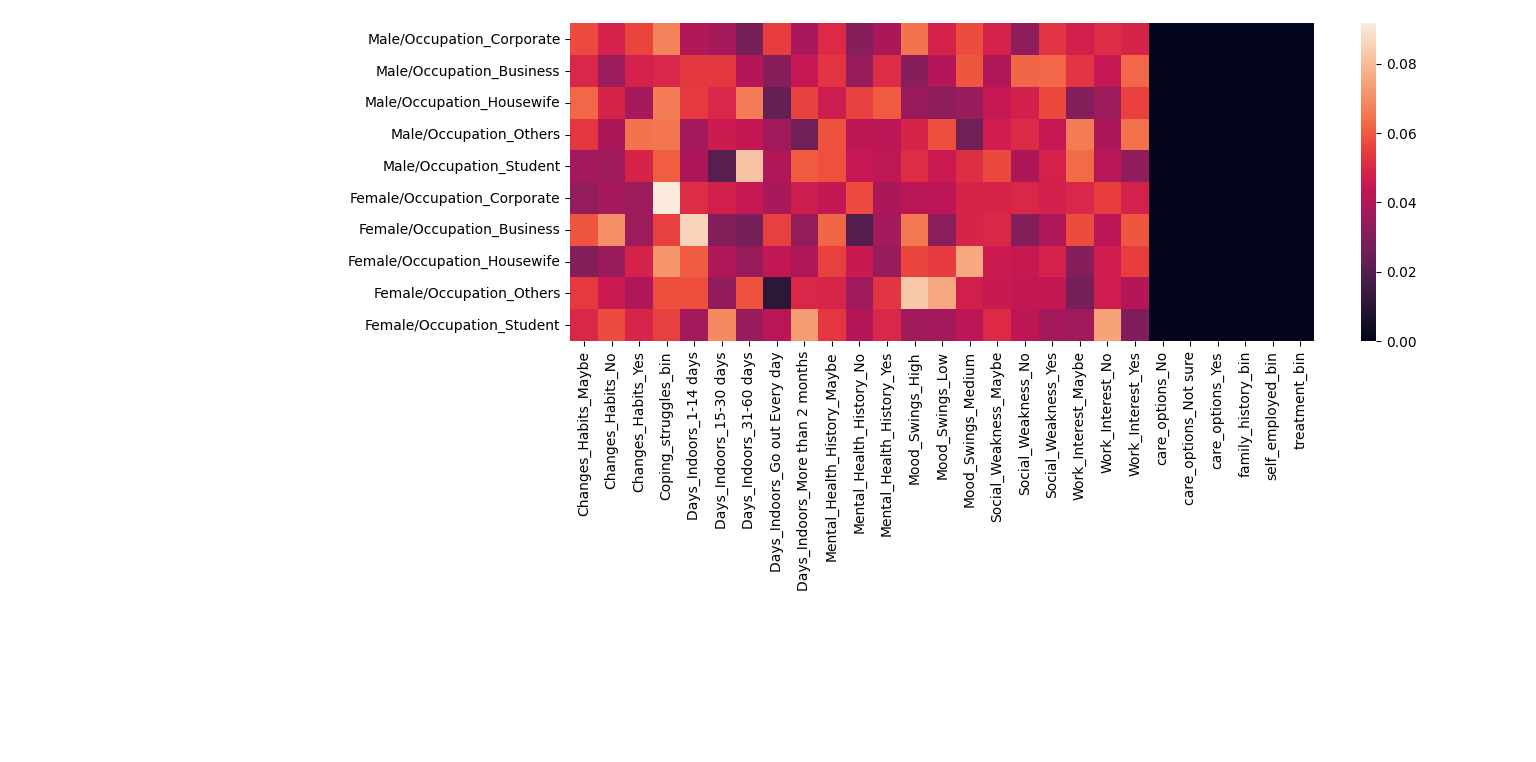 Male/Occupation_Corporate
Male/Occupation_Business
Male/Occupation_Housewife
Male/Occupation_Others
Male/Occupation_Student
Female/Occupation_Corporate
Female/Occupation_Business
Female/Occupation_Housewife
Female/Occupation_Others
Female/Occupation_Student
Changes_Habits_Maybe
Changes_Habits_No
Changes_Habits_Yes
Coping_struggles_bin
Days_Indoors_1-14 days
Days_Indoors_15-30 days
Days_Indoors_31-60 days
Days_Indoors_Go out Every day
Days_Indoors_More than 2 months
Mental_Health_History_Maybe
Mental_Health_History_No
Mental_Health_History_Yes
Mood_Swings_High
Mood_Swings_Low
Mood_Swings_Medium
Social_Weakness_Maybe
Social_Weakness_No
Social_Weakness_Yes
Work_Interest_Maybe
Work_Interest_No
Work_Interest_Yes
care_options_No
care_options_Not sure
care_options_Yes
family_history_bin
self_employed_bin
treatment_bin
0.08
0.06
0.04
0.02
0.00